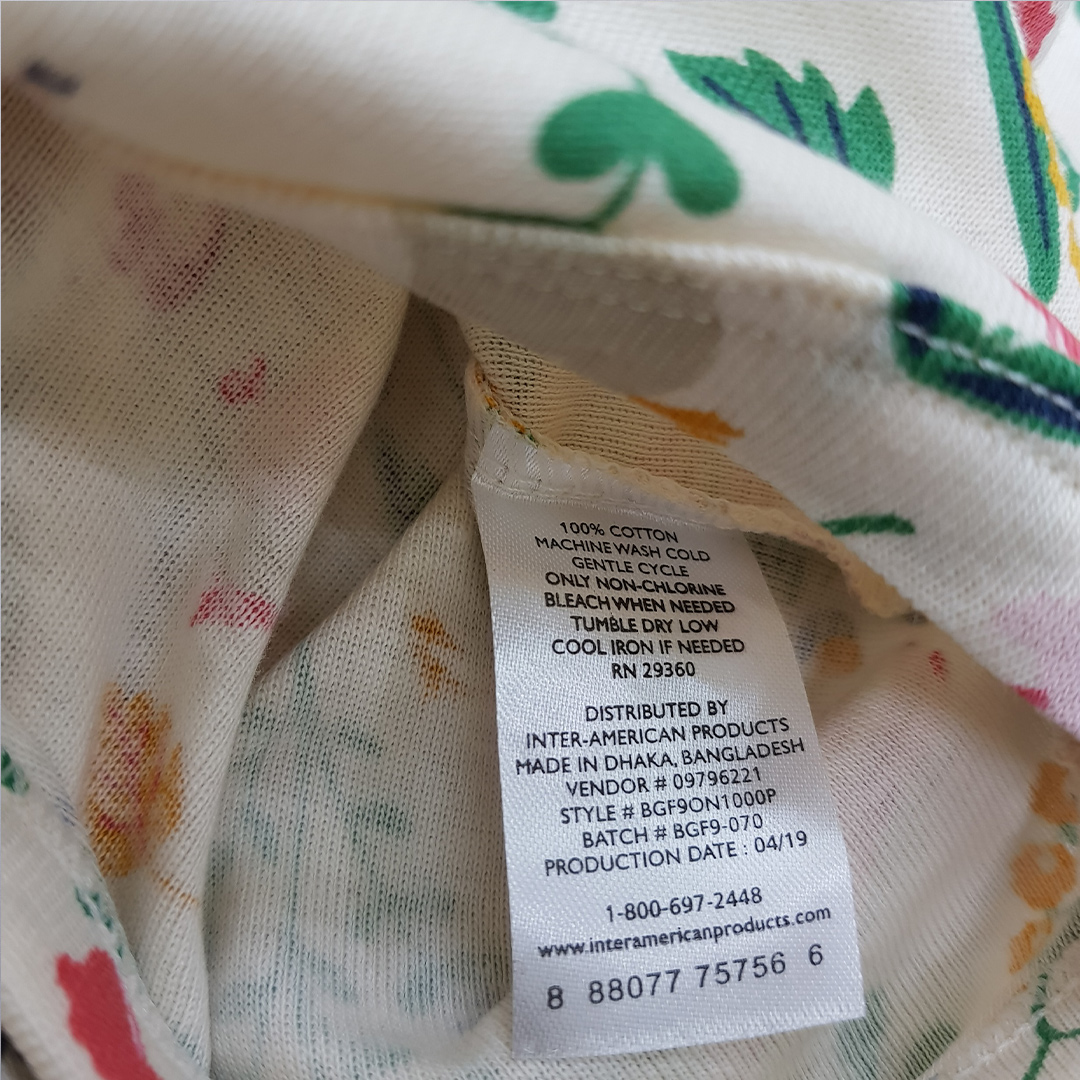 100% COTTON
MACHINE WASH COLD
GENTLE CYCLE
ONLY NON-CHLORINE
BLEACH WHEN NEEDED
TUMBLE DRY LOW
COOL IRON IF NEEDED
RN 29360
DISTRIBUTED BY
INTER-AMERICAN PRODUCTS
MADE IN DHAKA, BANGLADESH
VENDOR # 09796221
STYLE # BGF9ON1000P
BATCH # BGF9-070
PRODUCTION DATE : 04/19
1-800-697-2448
www.interamericanproducts.com
8 88077 75756 6